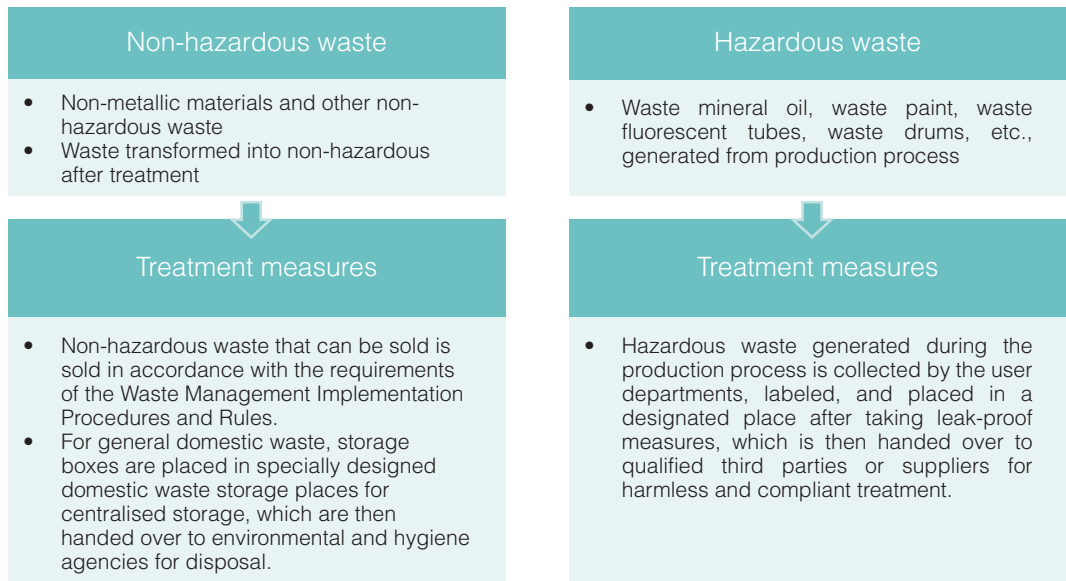 Non-hazardous waste
• Non-metallic materials and other non-
hazardous waste
• Waste transformed into non-hazardous
after treatment
Treatment measures
• Non-hazardous waste that can be sold is
sold in accordance with the requirements
of the Waste Management Implementation
Procedures and Rules.
• For general domestic waste, storage
boxes are placed in specially designed
domestic waste storage places for
centralised storage, which are then
handed over to environmental and hygiene
agencies for disposal.
Hazardous waste
• Waste mineral oil, waste paint, waste
fluorescent tubes, waste drums, etc.,
generated from production process
Treatment measures
• Hazardous waste generated during the
production process is collected by the user
departments, labeled, and placed in a
designated place after taking leak-proof
measures, which is then handed over to
qualified third parties or suppliers for
harmless and compliant treatment.